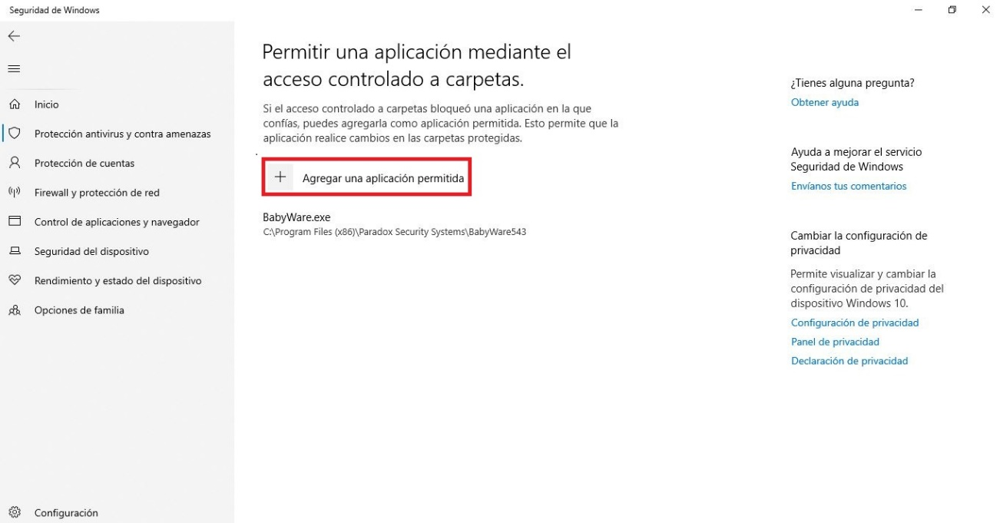 Seguridad de Windows
Inicio
Protección antivirus y contra amenazas
Protección de cuentas
Firewall y protección de red
Control de aplicaciones y navegador
Seguridad del dispositivo
Rendimiento y estado del dispositivo
Opciones de familia
Configuración
Permitir una aplicación mediante el
acceso controlado a carpetas.
Si el acceso controlado a carpetas bloqueó una aplicación en la que
confías, puedes agregarla como aplicación permitida. Esto permite que la
aplicación realice cambios en las carpetas protegidas.
Agregar una aplicación permitida
BabyWare.exe
C:\Program Files (x86)\Paradox Security Systems\BabyWare543
¿Tienes alguna pregunta?
Obtener ayuda
Ayuda a mejorar el servicio
Seguridad de Windows
Envíanos tus comentarios
Cambiar la configuración de
privacidad
Permite visualizar y cambiar la
configuración de privacidad del
dispositivo Windows 10.
Configuración de privacidad
Panel de privacidad
Declaración de privacidad